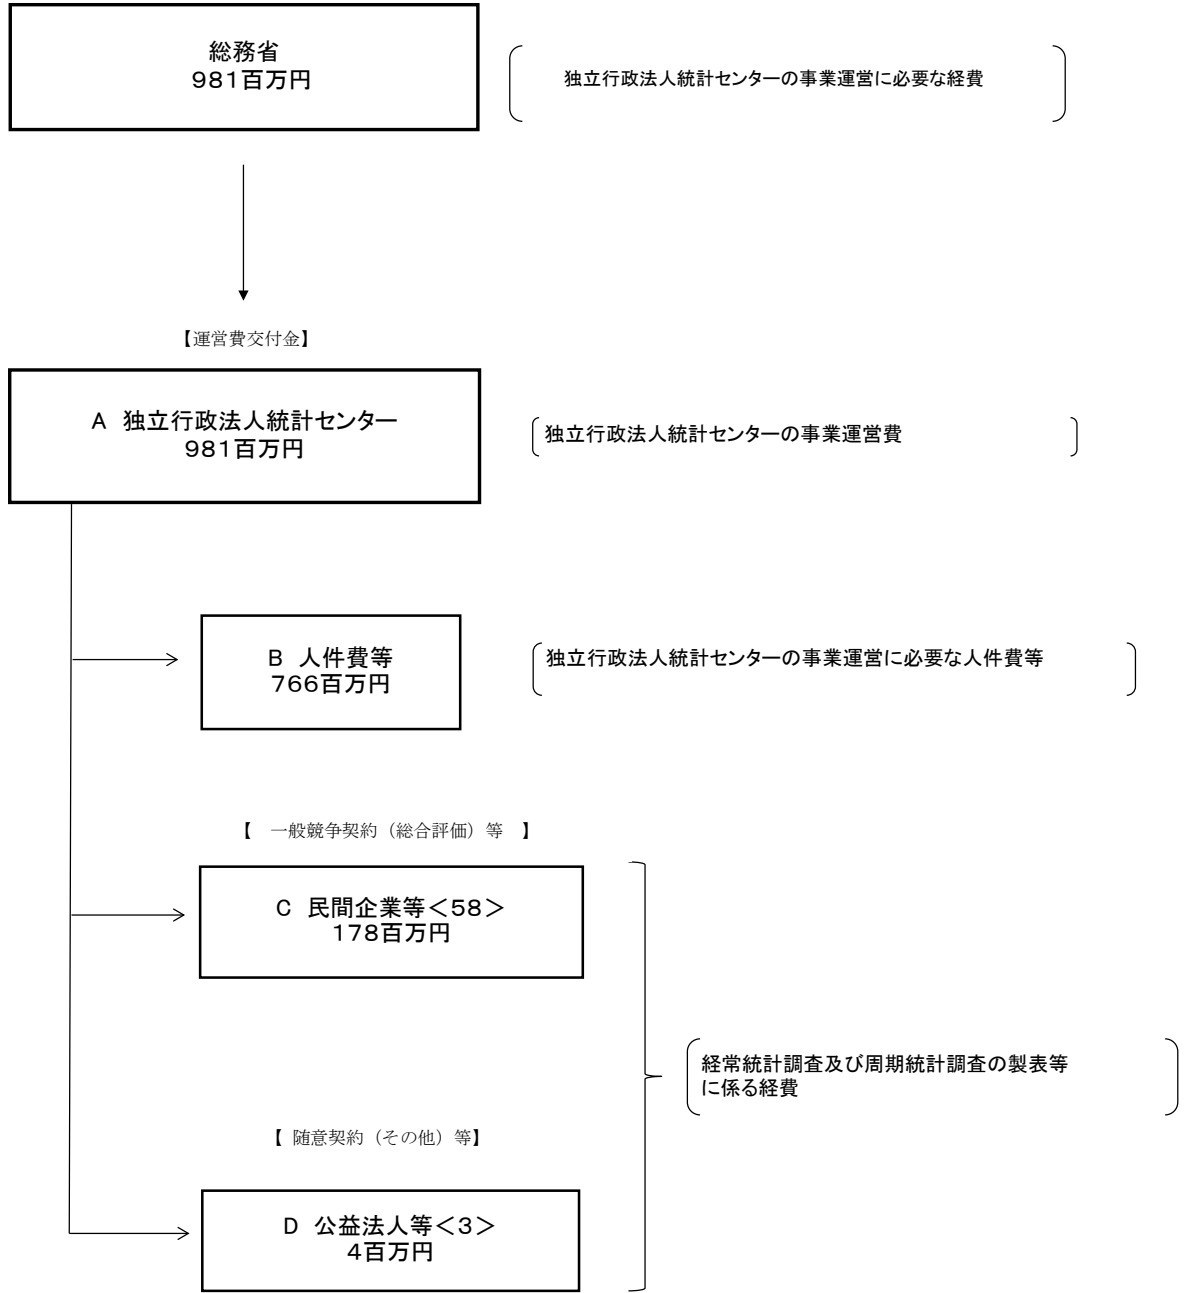 総務省
981百万円
独立行政法人統計センターの事業運営に必要な経費
【運営費交付金】
A 独立行政法人統計センター
981百万円
独立行政法人統計センターの事業運営費
B 人件費等
766百万円
独立行政法人統計センターの事業運営に必要な人件費等
【 一般競争契約（総合評価）等 】
C 民間企業等＜58＞
178百万円
経常統計調査及び周期統計調査の製表等
に係る経費
【 随意契約（その他）等】
D 公益法人等＜3＞
4百万円